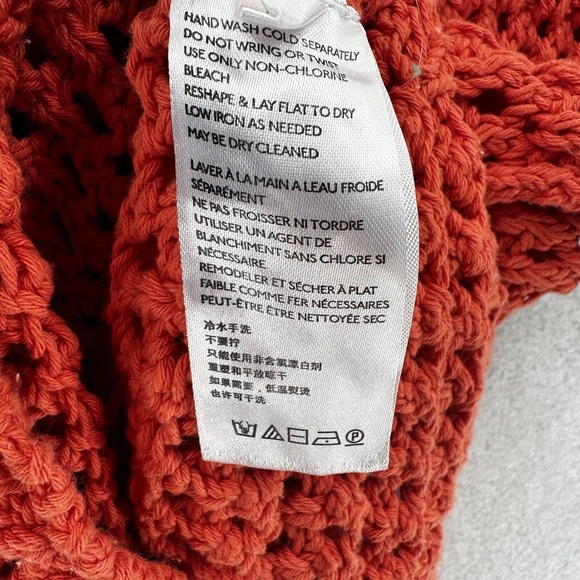 HAND WASH COLD SEPARATELY
DO NOT WRING OR TWIST
USE ONLY NON-CHLORINE
BLEACH
RESHAPE & LAY FLAT TO DRY
LOW IRON AS NEEDED
MAY BE DRY CLEANED
LAVER À LA MAIN A LEAU FROIDE
SÉPARÉMENT
NE PAS FROISSER NI TORDRE
UTILISER UN AGENT DE
BLANCHIMENT SANS CHLORE SI
NÉCESSAIRE
REMODELER ET SÉCHER À PLAT
FAIBLE COMME FER NÉCESSAIRES
PEUT-ÊTRE ÊTRE NETTOYÉE SEC
冷水手洗
不要拧
只能使用非含氯漂白剂
重塑和平放晾干
如果需要，低温熨烫
也许可干洗
P